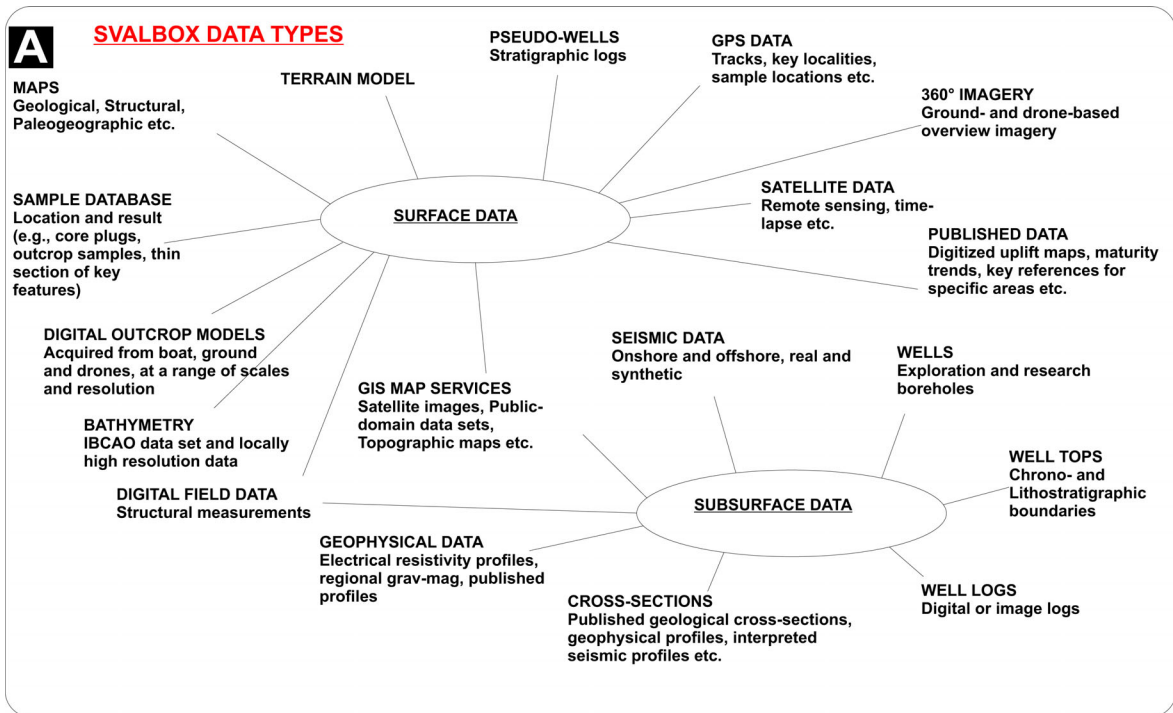 A
SVALBOX DATA TYPES
MAPS
Geological, Structural,
Paleogeographic etc.
TERRAIN MODEL
PSEUDO-WELLS
Stratigraphic logs
GPS DATA
Tracks, key localities,
sample locations etc.
360° IMAGERY
Ground- and drone-based
overview imagery
SAMPLE DATABASE
Location and result
(e.g., core plugs,
outcrop samples, thin
section of key
features)
SURFACE DATA
SATELLITE DATA
Remote sensing, time-
lapse etc.
PUBLISHED DATA
Digitized uplift maps, maturity
trends, key references for
specific areas etc.
DIGITAL OUTCROP MODELS
Acquired from boat, ground
and drones, at a range of scales
and resolution
BATHYMETRY
IBCAO data set and locally
high resolution data
DIGITAL FIELD DATA
Structural measurements
GIS MAP SERVICES
Satellite images, Public-
domain data sets,
Topographic maps etc.
SEISMIC DATA
Onshore and offshore, real and
synthetic
WELLS
Exploration and research
boreholes
WELL TOPS
Chrono- and
Lithostratigraphic
boundaries
SUBSURFACE DATA
GEOPHYSICAL DATA
Electrical resistivity profiles,
regional grav-mag, published
profiles
CROSS-SECTIONS
Published geological cross-sections,
geophysical profiles, interpreted
seismic profiles etc.
WELL LOGS
Digital or image logs